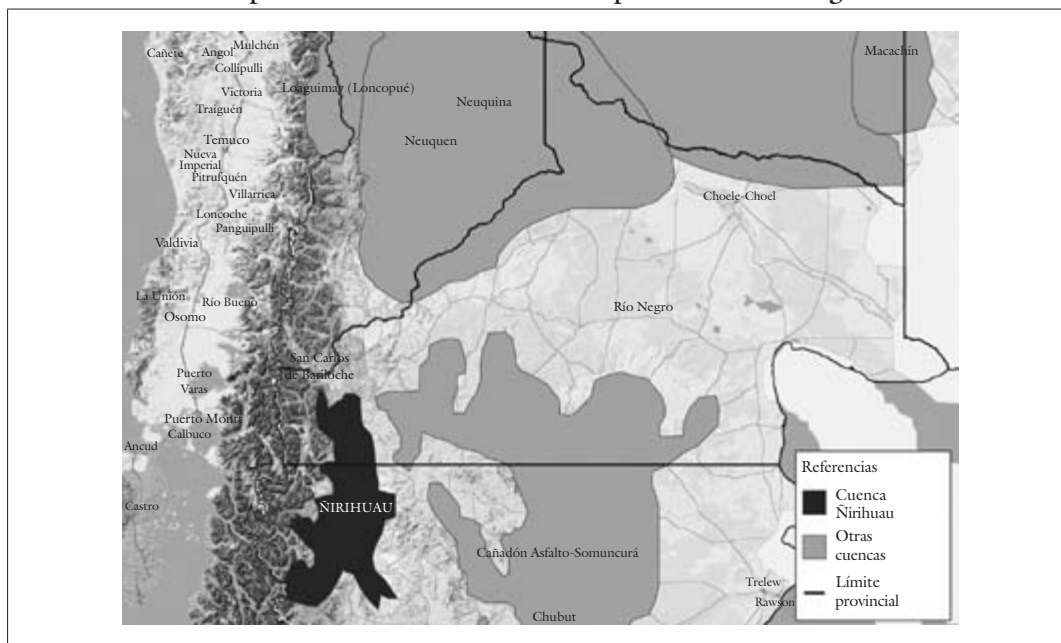 Cañete
Angol
Mulchén
Collipulli
Victoria
Traiguén
Temuco
Nueva
Imperial
Pitrufquén
Villarrica
Loncoche
Panguipulli
Valdivia
La Unión
Río Bueno
Osomo
Puerto
Varas
Puerto Montt
Calbuco
Ancud
Castro
Loaguimay (Loncopué)
Neuquina
Neuquen
Macachín
Choele-Choel
Río Negro
San Carlos
de Bariloche
ÑIRIHUAU
Cañadón Asfalto-Somuncurá
Chubut
Trelew
Rawson
Referencias
Cuenca
Ñirihuau
Otras
cuencas
Límite
provincial